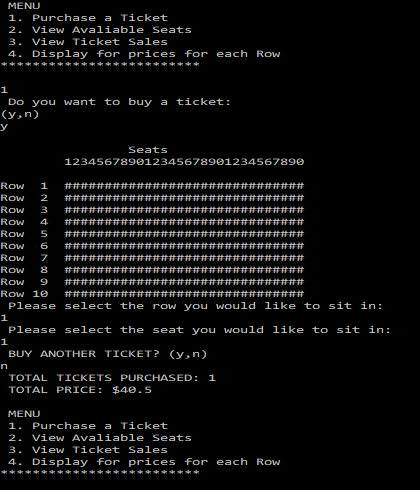 MENU
1. Purchase a Ticket
2. View Avaliable Seats
3. View Ticket Sales
4. Display for prices for each Row
*************************
1
Do you want to buy a ticket:
(y,n)
y
Seats
123456789012345678901234567890
Row 1 ##############################
Row 2 ##############################
Row 3 ##############################
Row 4 ##############################
Row 5 ##############################
Row 6 ##############################
Row 7 ##############################
Row 8 ##############################
Row 9 ##############################
Row 10 ##############################
Please select the row you would like to sit in:
1
Please select the seat you would like to sit in:
1
BUY ANOTHER TICKET? (y,n)
n
TOTAL TICKETS PURCHASED: 1
TOTAL PRICE: $40.5
MENU
1. Purchase a Ticket
2. View Avaliable Seats
3. View Ticket Sales
4. Display for prices for each Row
*************************